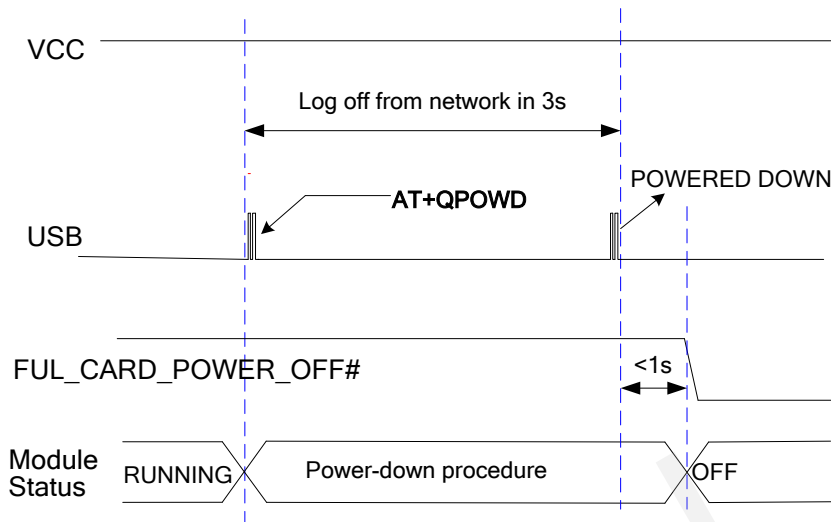 VCC
Log off from network in 3s
AT+QPOWD
POWERED DOWN
USB
FUL_CARD_POWER_OFF#
<1s
Module
Status
RUNNING
Power-down procedure
OFF